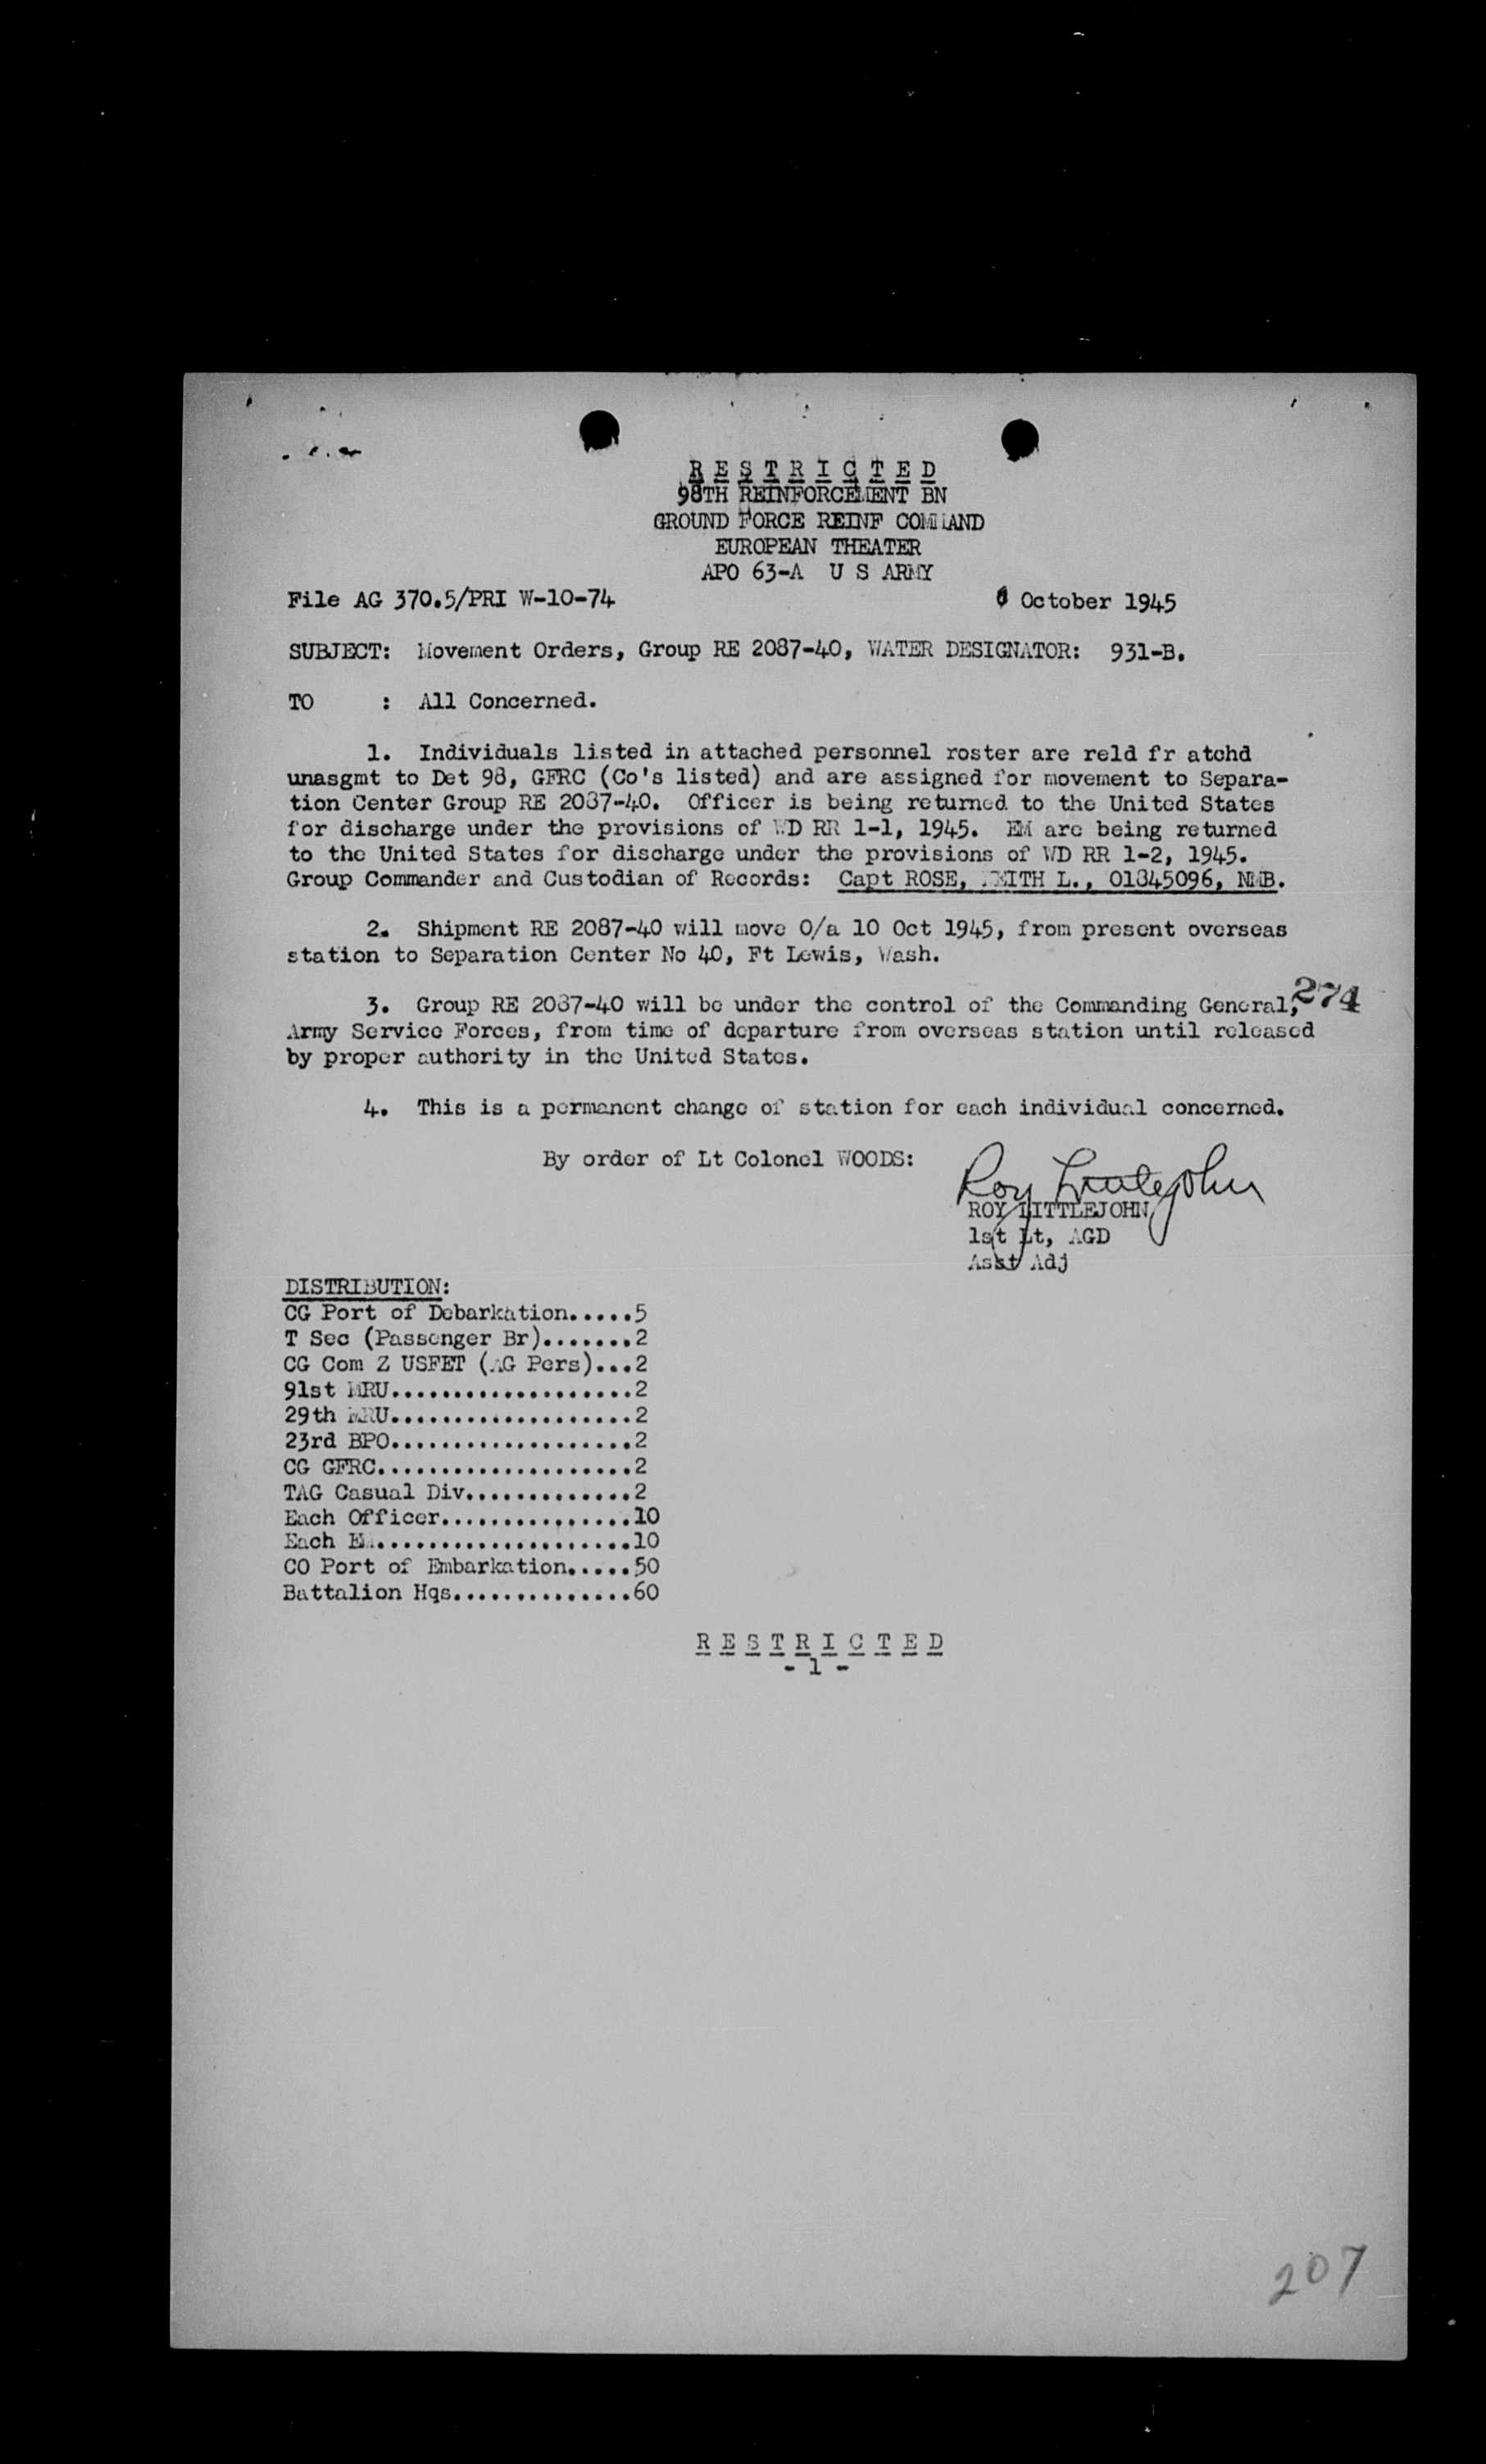 R E S T R I C T E D
98TH REINFORCEMENT BN
GROUND FORCE REINF COMMAND
EUROPEAN THEATER
APO 63-A U S ARMY
File AG 370.5/PRI W-10-74
October 1945
SUBJECT: Movement Orders, Group RE 2087-40, WATER DESIGNATOR: 931-B.
TO : All Concerned.
1. Individuals listed in attached personnel roster are reld fr atchd
unasgmt to Det 98, GFRC (Co's listed) and are assigned for movement to Separa-
tion Center Group RE 2087-40. Officer is being returned to the United States
for discharge under the provisions of WD RR 1-1, 1945. EM are being returned
to the United States for discharge under the provisions of WD RR 1-2, 1945.
Group Commander and Custodian of Records: Capt ROSE, KEITH L., 01845096, NMB.
2. Shipment RE 2087-40 will move O/a 10 Oct 1945, from present overseas
station to Separation Center No 40, Ft Lewis, Wash.
3. Group RE 2087-40 will be under the control of the Commanding General, 274
Army Service Forces, from time of departure from overseas station until released
by proper authority in the United States.
4. This is a permanent change of station for each individual concerned.
By order of Lt Colonel WOODS:
Roy Littlejohn
ROY LITTLEJOHN
1st Lt, AGD
Asst Adj
DISTRIBUTION:
CG Port of Debarkation.....5
T Sec (Passenger Br).......2
CG Com Z USFET (AG Pers)...2
91st MRU...................2
29th MRU...................2
23rd BPO...................2
CG GFRC....................2
TAG Casual Div.............2
Each Officer...............10
Each EM....................10
CO Port of Embarkation.....50
Battalion Hqs..............60
R E S T R I C T E D
- 1 -
207